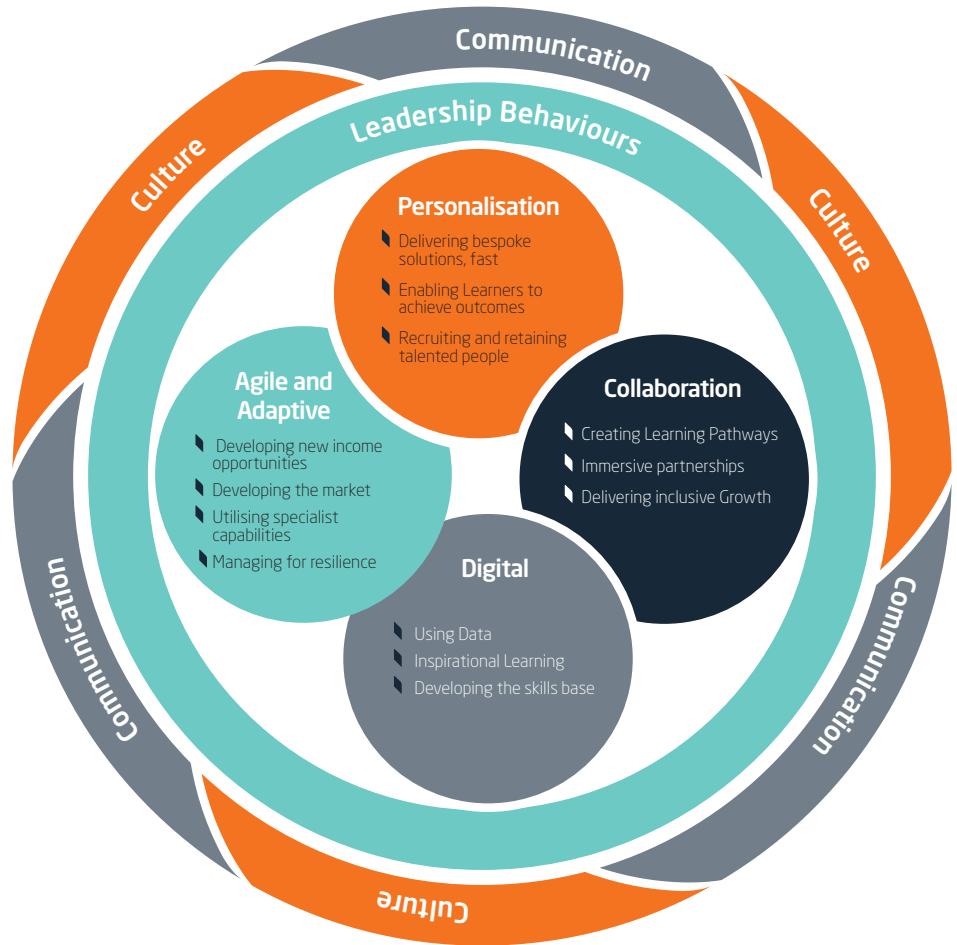 Communication
Culture
Culture
Leadership Behaviours
Personalisation
Delivering bespoke
solutions, fast
Enabling Learners to
achieve outcomes
Recruiting and retaining
talented people
Agile and
Adaptive
Developing new income
opportunities
Developing the market
Utilising specialist
capabilities
Managing for resilience
Collaboration
Creating Learning Pathways
Immersive partnerships
Delivering inclusive Growth
Digital
Using Data
Inspirational Learning
Developing the skills base
Communication
Communication
Culture